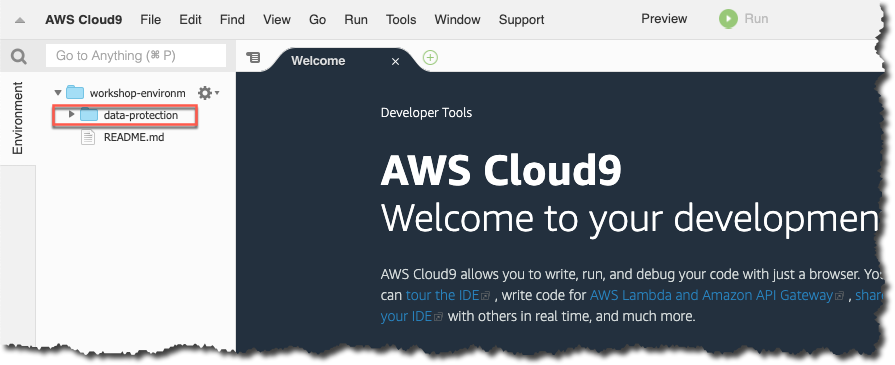 AWS Cloud9 File Edit Find View Go Run Tools Window Support Preview Run
Go to Anything (⌘ P)
Welcome
Environment
workshop-environm
data-protection
README.md
Developer Tools
AWS Cloud9
Welcome to your developmen
AWS Cloud9 allows you to write, run, and debug your code with just a browser. You
can tour the IDE , write code for AWS Lambda and Amazon API Gateway , share
your IDE with others in real time, and much more.